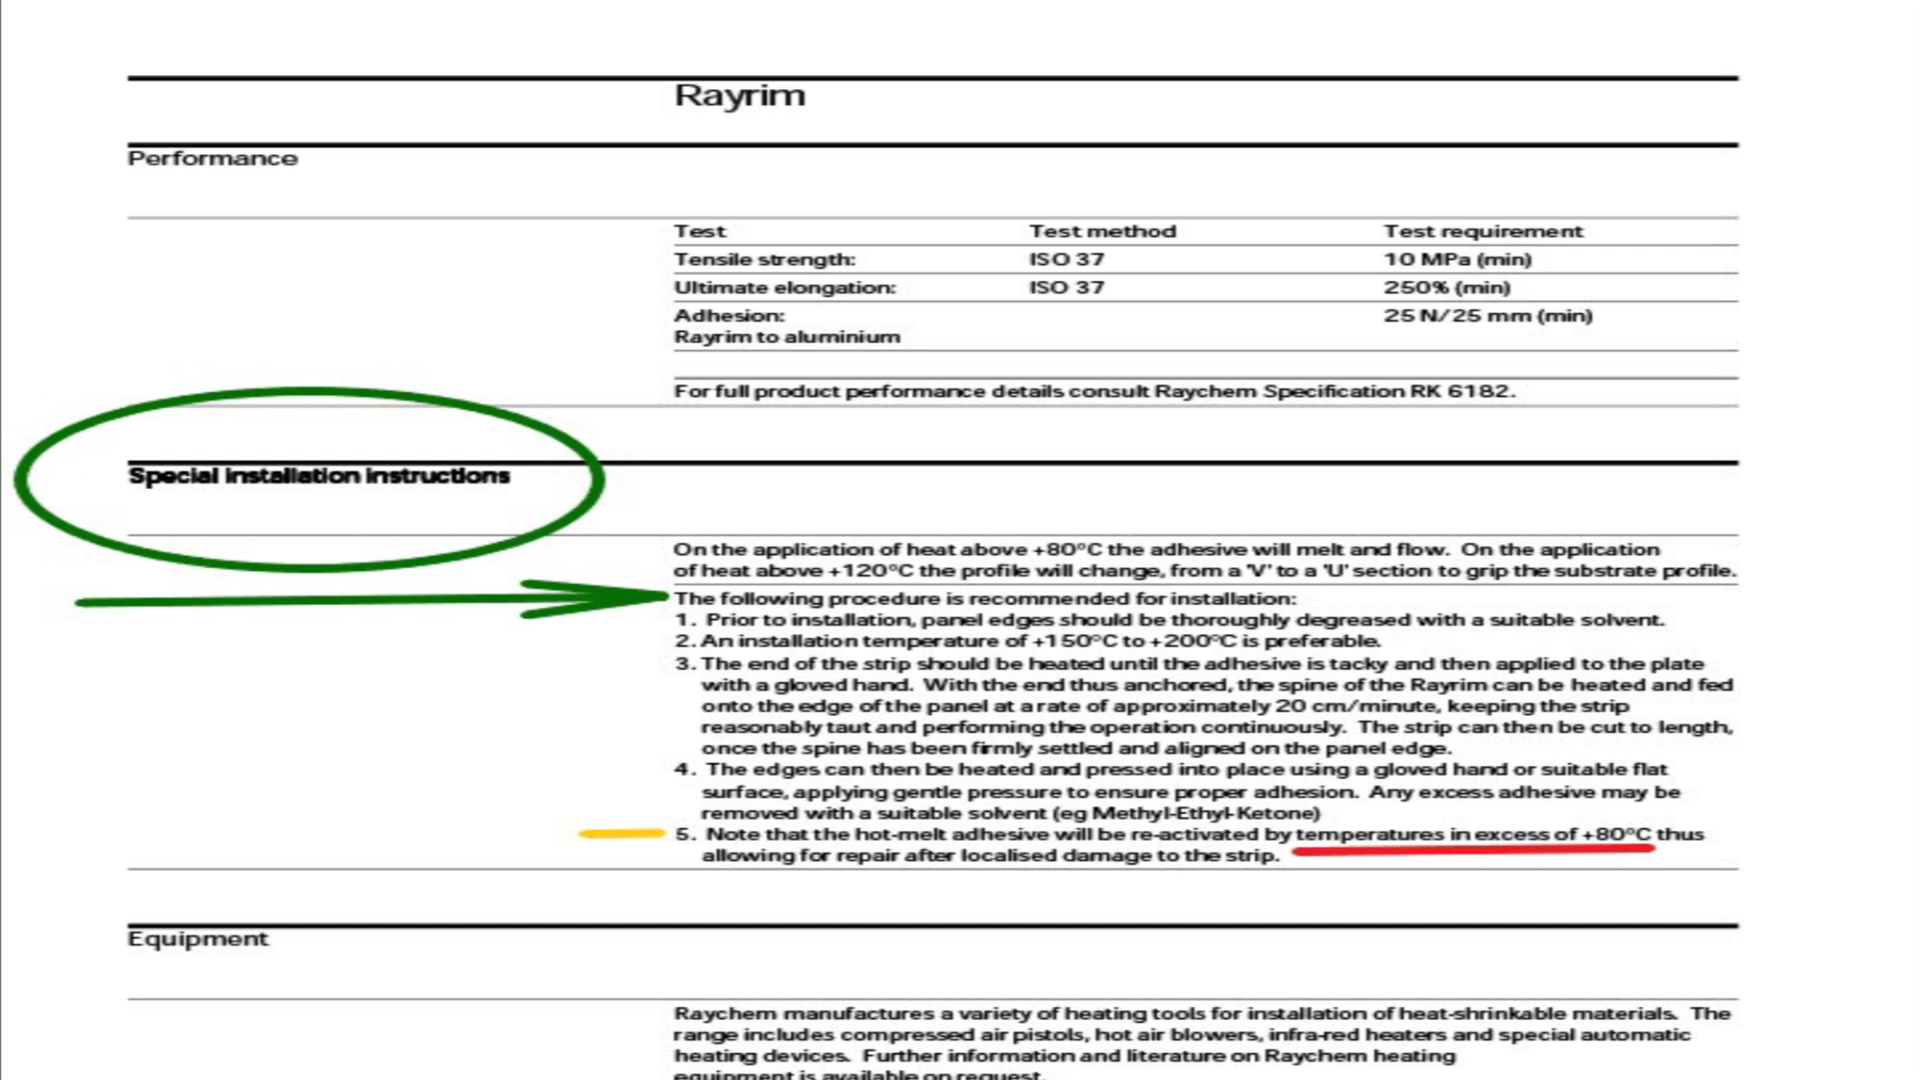 Rayrim
Performance
Test Test method Test requirement
Tensile strength: ISO 37 10 MPa (min)
Ultimate elongation: ISO 37 250% (min)
Adhesion: 25 N/25 mm (min)
Rayrim to aluminium
For full product performance details consult Raychem Specification RK 6182.
Special installation instructions
On the application of heat above +80°C the adhesive will melt and flow. On the application
of heat above +120°C the profile will change, from a 'V' to a 'U' section to grip the substrate profile.
The following procedure is recommended for installation:
1. Prior to installation, panel edges should be thoroughly degreased with a suitable solvent.
2. An installation temperature of +150°C to +200°C is preferable.
3. The end of the strip should be heated until the adhesive is tacky and then applied to the plate
with a gloved hand. With the end thus anchored, the spine of the Rayrim can be heated and fed
onto the edge of the panel at a rate of approximately 20 cm/minute, keeping the strip
reasonably taut and performing the operation continuously. The strip can then be cut to length,
once the spine has been firmly settled and aligned on the panel edge.
4. The edges can then be heated and pressed into place using a gloved hand or suitable flat
surface, applying gentle pressure to ensure proper adhesion. Any excess adhesive may be
removed with a suitable solvent (eg Methyl-Ethyl-Ketone)
5. Note that the hot-melt adhesive will be re-activated by temperatures in excess of +80°C thus
allowing for repair after localised damage to the strip.
Equipment
Raychem manufactures a variety of heating tools for installation of heat-shrinkable materials. The
range includes compressed air pistols, hot air blowers, infra-red heaters and special automatic
heating devices. Further information and literature on Raychem heating
equipment is available on request.